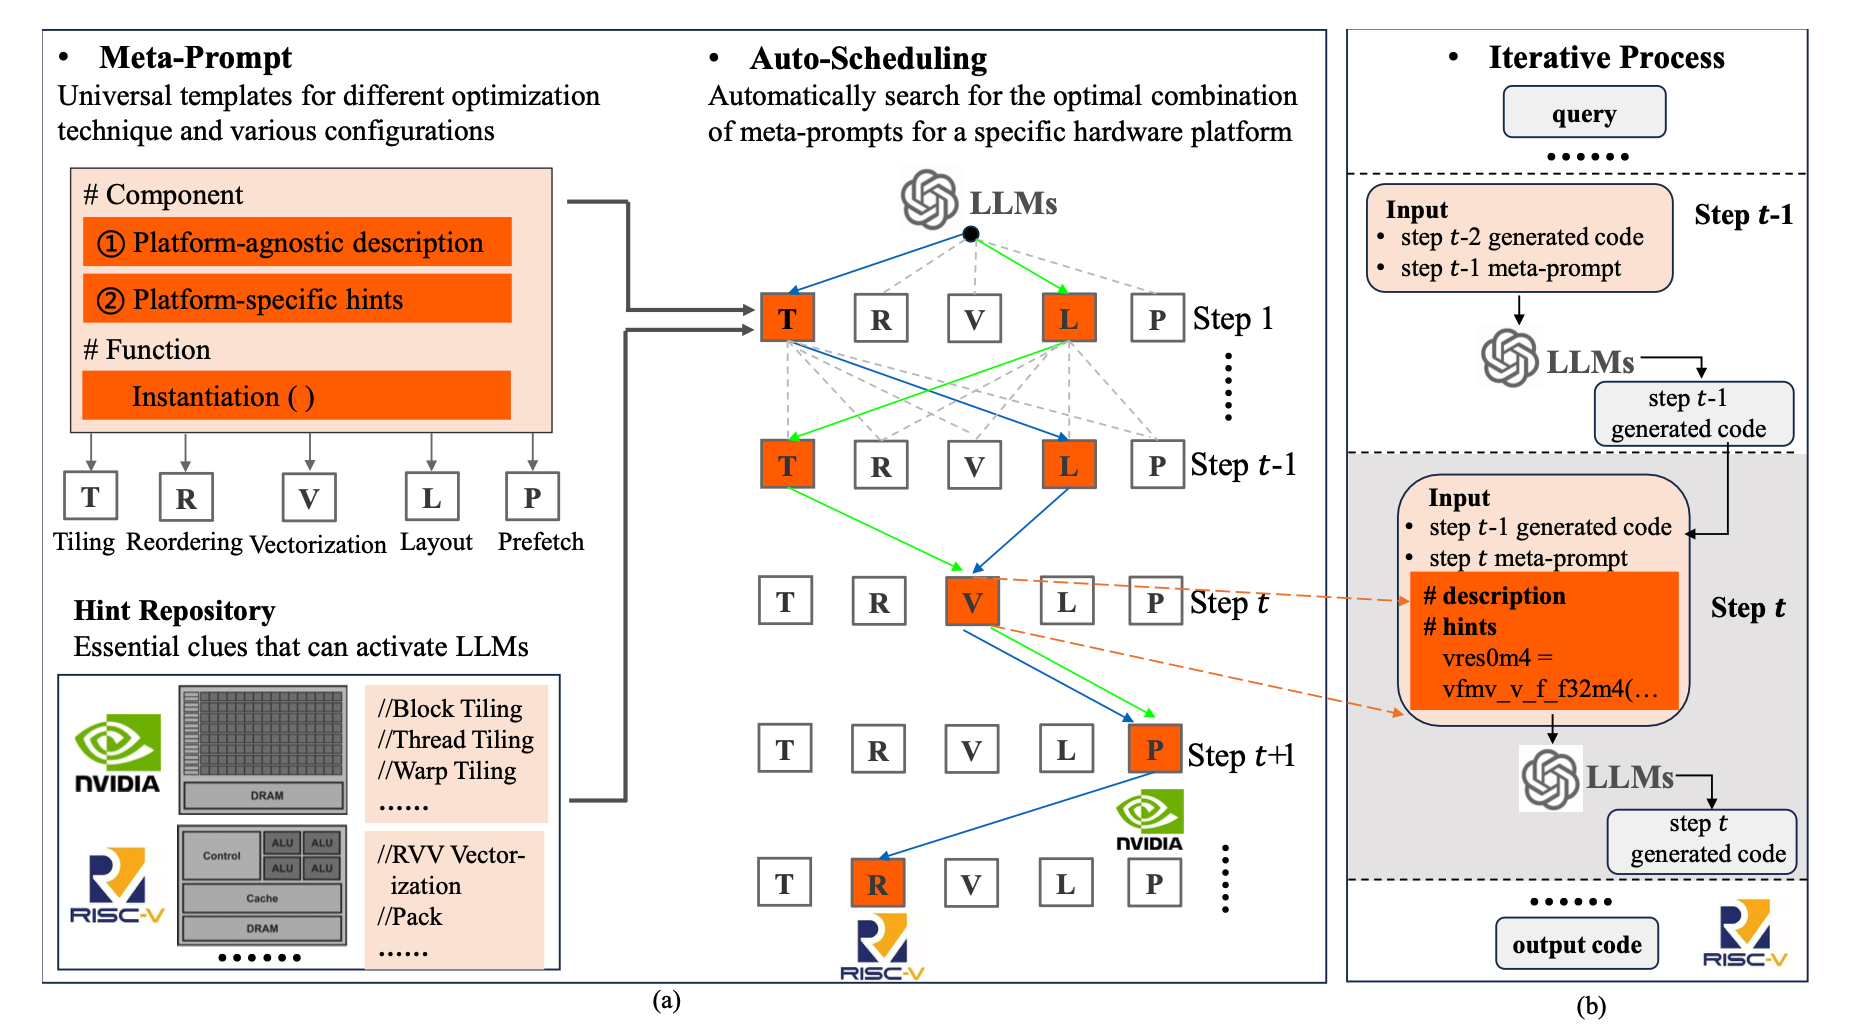 • Meta-Prompt
Universal templates for different optimization
technique and various configurations
# Component
① Platform-agnostic description
② Platform-specific hints
# Function
Instantiation ( )
T R V L P
Tiling Reordering Vectorization Layout Prefetch
Hint Repository
Essential clues that can activate LLMs
NVIDIA
DRAM
//Block Tiling
//Thread Tiling
//Warp Tiling
......
RISC-V
Control
ALU ALU
ALU ALU
Cache
DRAM
//RVV Vector-
ization
//Pack
......
......
• Auto-Scheduling
Automatically search for the optimal combination
of meta-prompts for a specific hardware platform
LLMs
T R V L P Step 1
......
T R V L P Step t-1
T R V L P Step t
T R V L P Step t+1
NVIDIA
T R V L P
......
RISC-V
(a)
• Iterative Process
query
......
Step t-1
Input
• step t-2 generated code
• step t-1 meta-prompt
LLMs
step t-1
generated code
Step t
Input
• step t-1 generated code
• step t meta-prompt
# description
# hints
vres0m4 =
vfmv_v_f_f32m4(…
LLMs
step t
generated code
......
output code
RISC-V
(b)